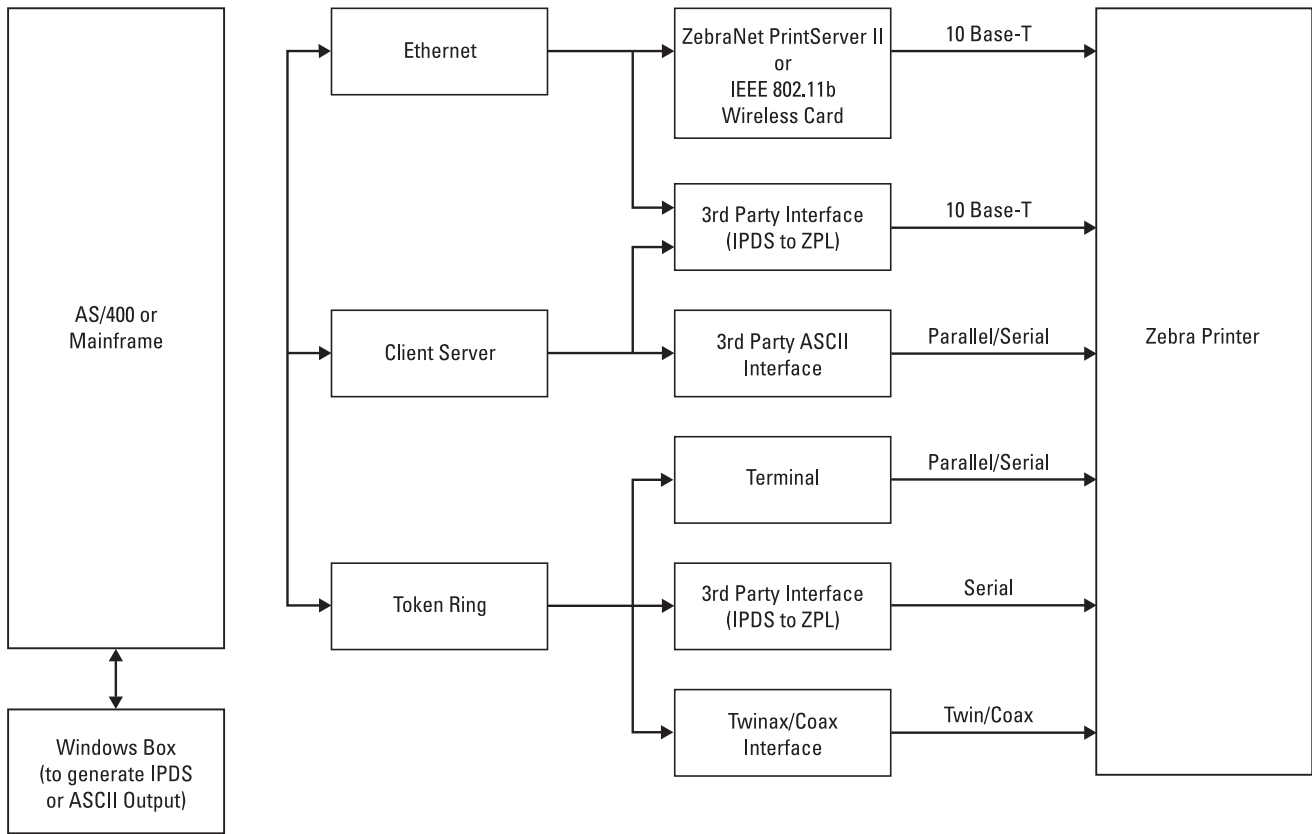 AS/400 or
Mainframe
Windows Box
(to generate IPDS
or ASCII Output)
Ethernet
Client Server
Token Ring
ZebraNet PrintServer II
or
IEEE 802.11b
Wireless Card
3rd Party Interface
(IPDS to ZPL)
3rd Party ASCII
Interface
Terminal
3rd Party Interface
(IPDS to ZPL)
Twinax/Coax
Interface
10 Base-T
10 Base-T
Parallel/Serial
Parallel/Serial
Serial
Twin/Coax
Zebra Printer